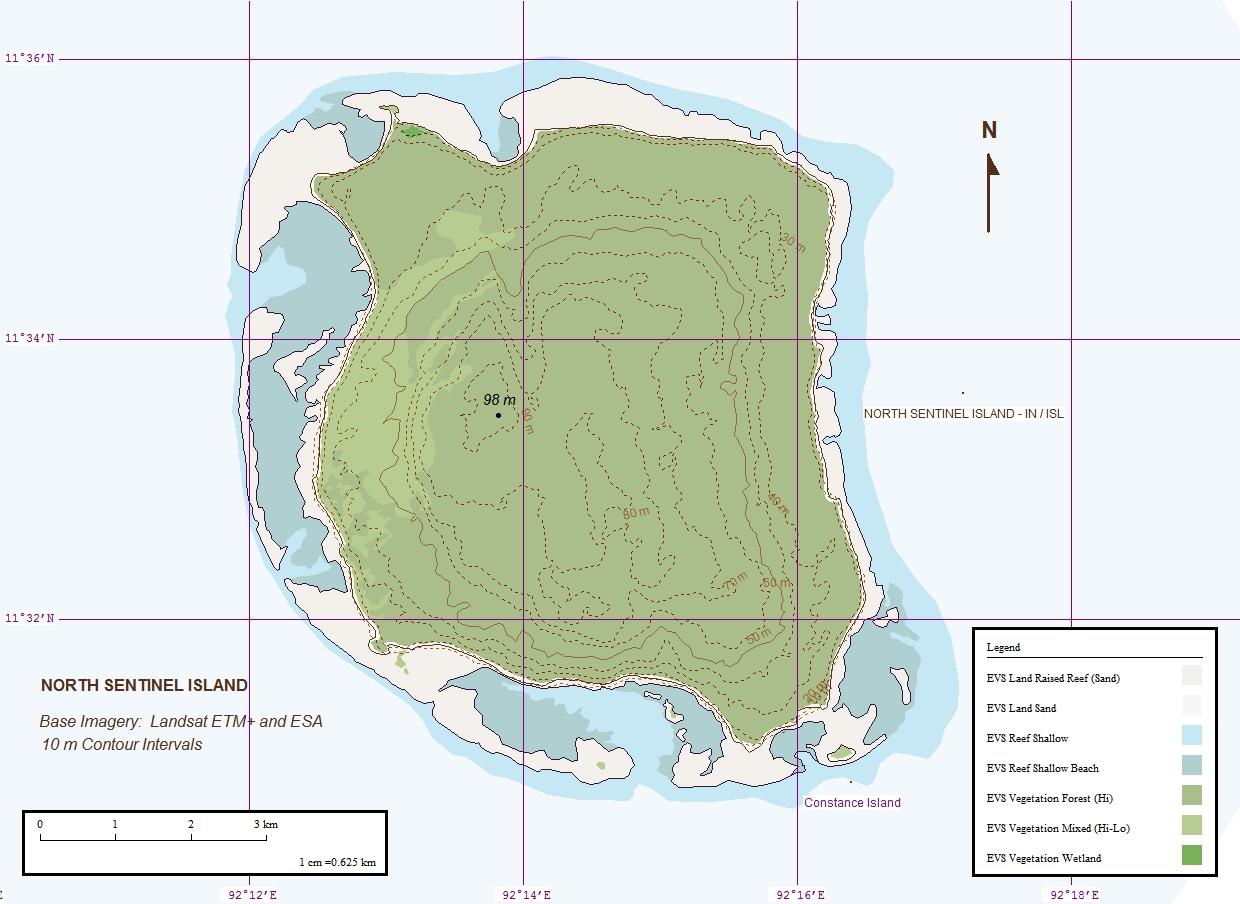 11°36'N
N
30 m
11°34'N
98 m
90 m
NORTH SENTINEL ISLAND - IN / ISL
40 m
80 m
70 m
60 m
11°32'N
50 m
20 m
NORTH SENTINEL ISLAND
Base Imagery: Landsat ETM+ and ESA
10 m Contour Intervals
Constance Island
Legend
EVS Land Raised Reef (Sand)
EVS Land Sand
EVS Reef Shallow
EVS Reef Shallow Beach
EVS Vegetation Forest (Hi)
EVS Vegetation Mixed (Hi-Lo)
EVS Vegetation Wetland
0 1 2 3 km
1 cm =0.625 km
E
92°12'E
92°14'E
92°16'E
92°18'E